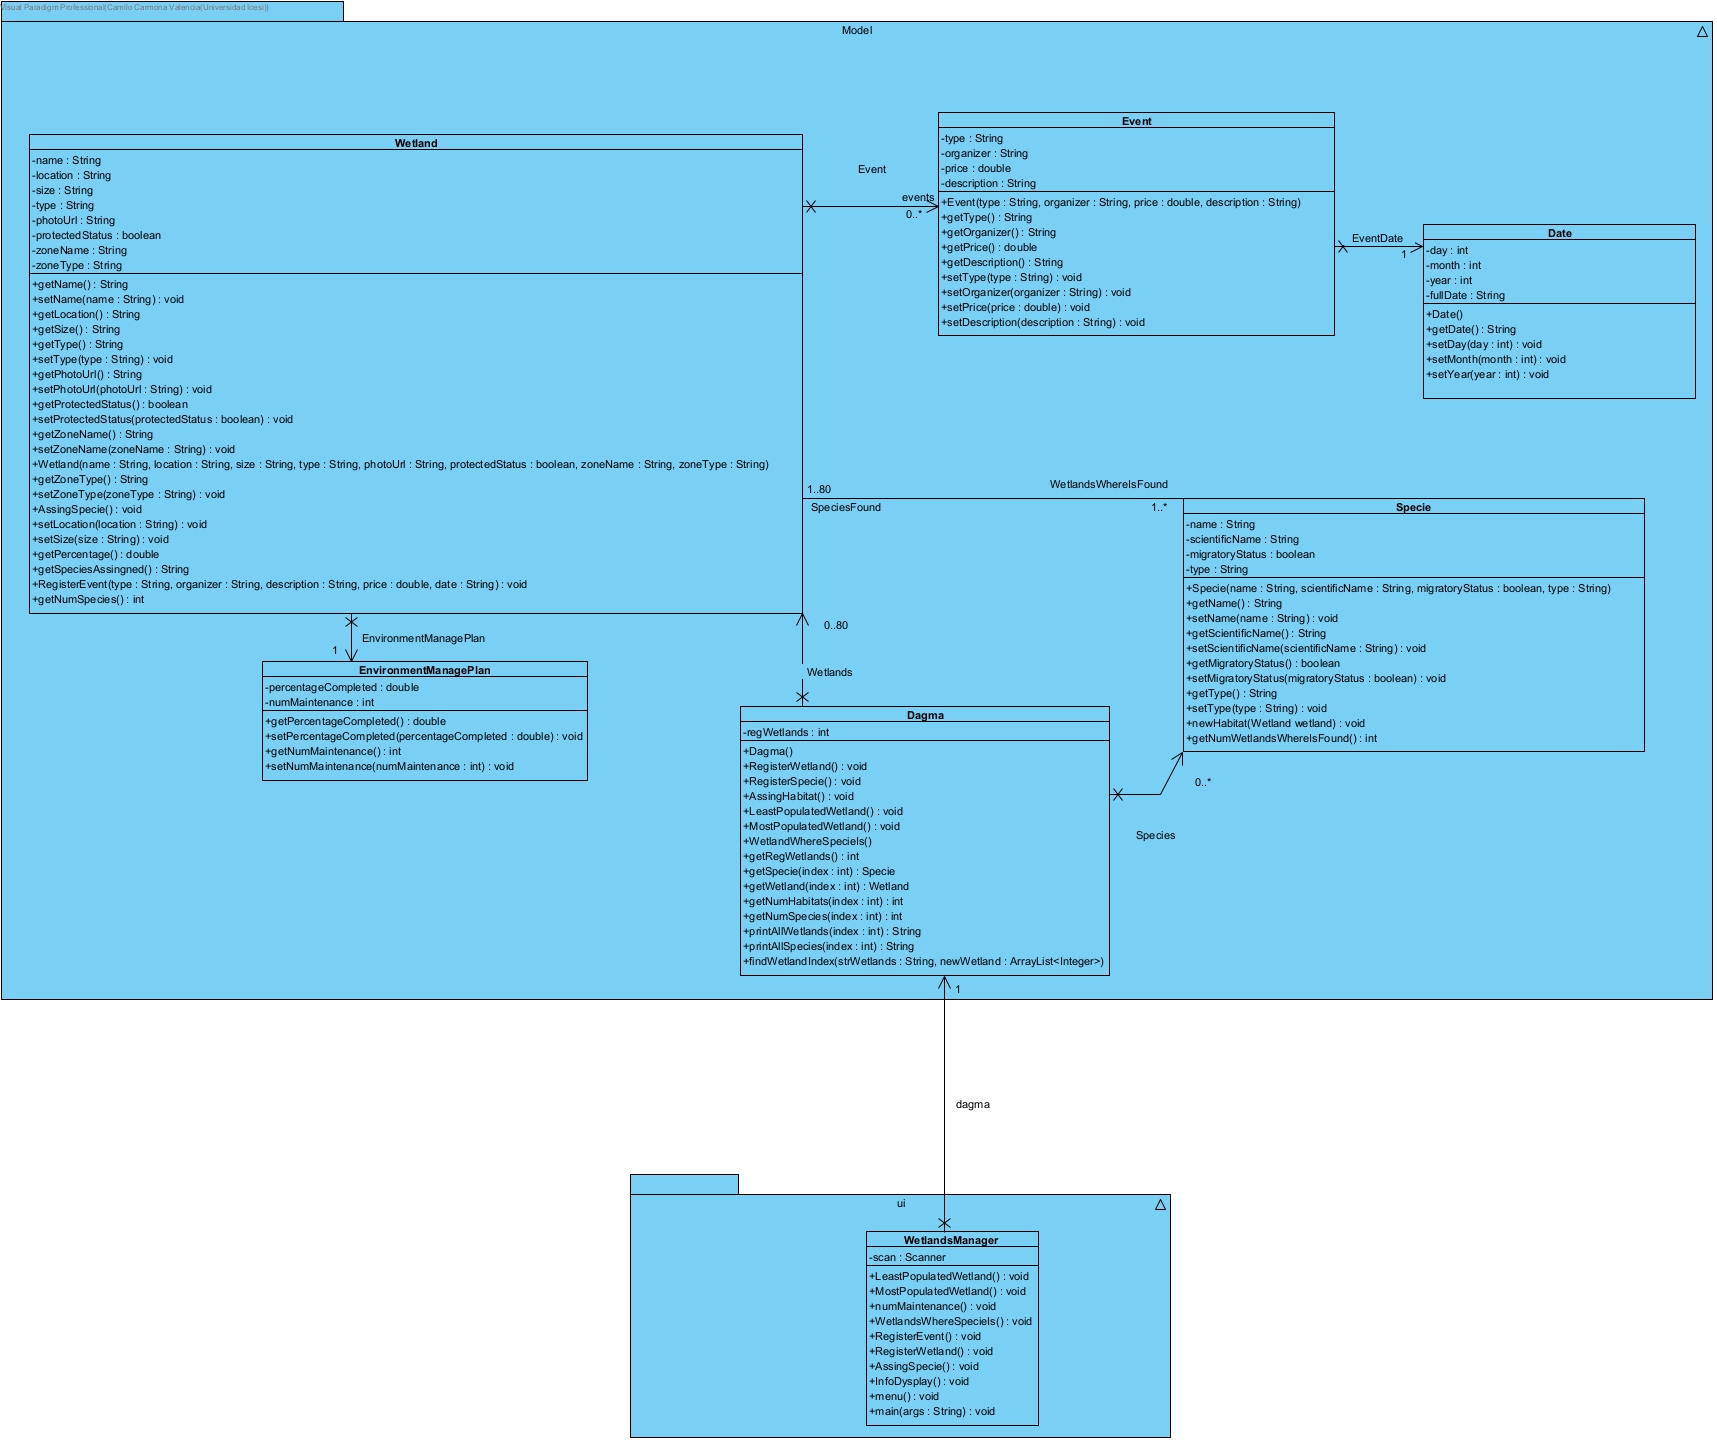 Visual Paradigm Professional(Camilo Carmona Valencia(Universidad Icesi))
Model
Wetland
-name : String
-location : String
-size : String
-type : String
-photoUrl : String
-protectedStatus : boolean
-zoneName : String
-zoneType : String
+getName() : String
+setName(name : String) : void
+getLocation() : String
+getSize() : String
+getType() : String
+setType(type : String) : void
+getPhotoUrl() : String
+setPhotoUrl(photoUrl : String) : void
+getProtectedStatus() : boolean
+setProtectedStatus(protectedStatus : boolean) : void
+getZoneName() : String
+setZoneName(zoneName : String) : void
+Wetland(name : String, location : String, size : String, type : String, photoUrl : String, protectedStatus : boolean, zoneName : String, zoneType : String)
+getZoneType() : String
+setZoneType(zoneType : String) : void
+AssingSpecie() : void
+setLocation(location : String) : void
+setSize(size : String) : void
+getPercentage() : double
+getSpeciesAssingned() : String
+RegisterEvent(type : String, organizer : String, description : String, price : double, date : String) : void
+getNumSpecies() : int
Event
events
0..*
Event
-type : String
-organizer : String
-price : double
-description : String
+Event(type : String, organizer : String, price : double, description : String)
+getType() : String
+getOrganizer() : String
+getPrice() : double
+getDescription() : String
+setType(type : String) : void
+setOrganizer(organizer : String) : void
+setPrice(price : double) : void
+setDescription(description : String) : void
EventDate
1
Date
-day : int
-month : int
-year : int
-fullDate : String
+Date()
+getDate() : String
+setDay(day : int) : void
+setMonth(month : int) : void
+setYear(year : int) : void
1..80
SpeciesFound
WetlandsWhereIsFound
1..*
Specie
-name : String
-scientificName : String
-migratoryStatus : boolean
-type : String
+Specie(name : String, scientificName : String, migratoryStatus : boolean, type : String)
+getName() : String
+setName(name : String) : void
+getScientificName() : String
+setScientificName(scientificName : String) : void
+getMigratoryStatus() : boolean
+setMigratoryStatus(migratoryStatus : boolean) : void
+getType() : String
+setType(type : String) : void
+newHabitat(Wetland wetland) : void
+getNumWetlandsWhereIsFound() : int
EnvironmentManagePlan
1
EnvironmentManagePlan
-percentageCompleted : double
-numMaintenance : int
+getPercentageCompleted() : double
+setPercentageCompleted(percentageCompleted : double) : void
+getNumMaintenance() : int
+setNumMaintenance(numMaintenance : int) : void
0..80
Wetlands
Dagma
-regWetlands : int
+Dagma()
+RegisterWetland() : void
+RegisterSpecie() : void
+AssingHabitat() : void
+LeastPopulatedWetland() : void
+MostPopulatedWetland() : void
+WetlandWhereSpecieIs()
+getRegWetlands() : int
+getSpecie(index : int) : Specie
+getWetland(index : int) : Wetland
+getNumHabitats(index : int) : int
+getNumSpecies(index : int) : int
+printAllWetlands(index : int) : String
+printAllSpecies(index : int) : String
+findWetlandIndex(strWetlands : String, newWetland : ArrayList<Integer>)
0..*
Species
1
dagma
ui
WetlandsManager
-scan : Scanner
+LeastPopulatedWetland() : void
+MostPopulatedWetland() : void
+numMaintenance() : void
+WetlandsWhereSpecieIs() : void
+RegisterEvent() : void
+RegisterWetland() : void
+AssingSpecie() : void
+InfoDysplay() : void
+menu() : void
+main(args : String) : void